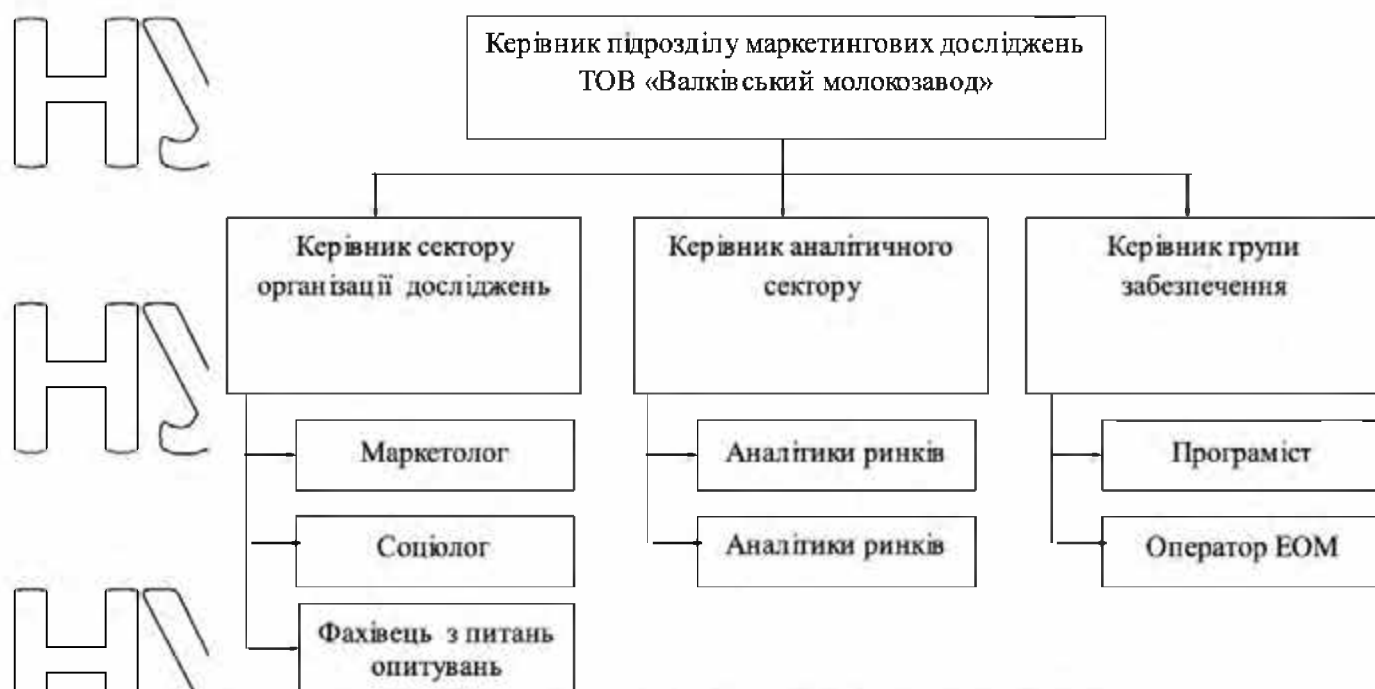 Керівник підрозділу маркетингових досліджень
ТОВ «Валківський молокозавод»
Керівник сектору
організації досліджень
Керівник аналітичного
сектору
Керівник групи
забезпечення
Маркетолог
Соціолог
Фахівець з питань
опитувань
Аналітики ринків
Аналітики ринків
Програміст
Оператор ЕОМ